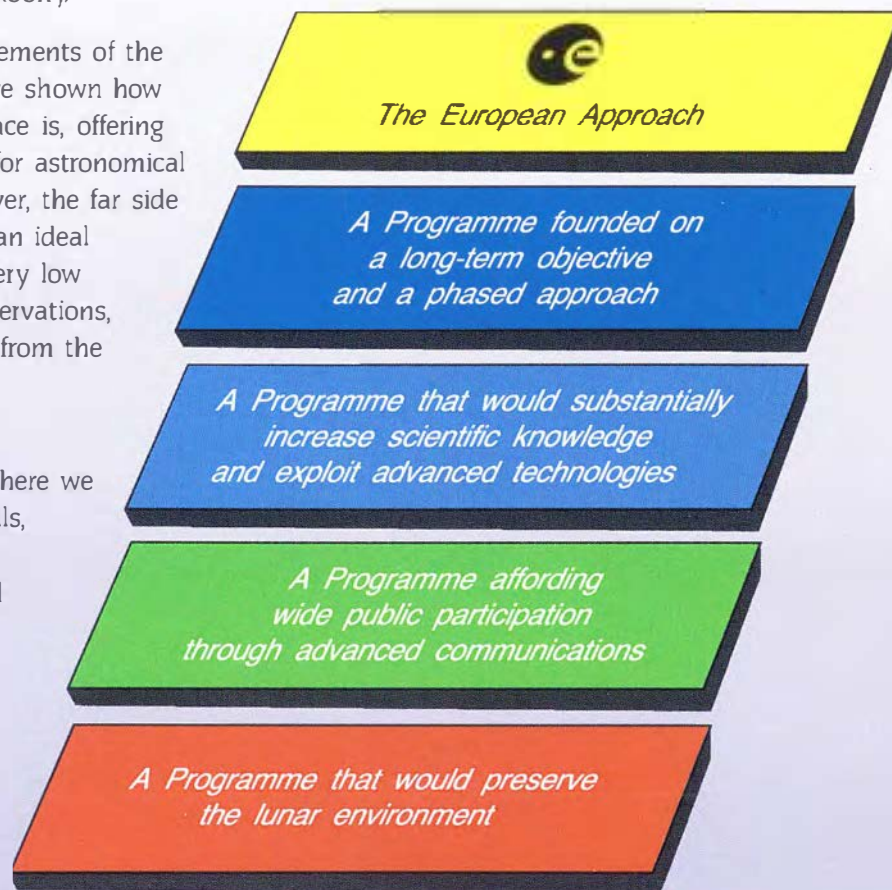 ements of the
e shown how
ace is, offering
for astronomical
ver, the far side
an ideal
ery low
ervations,
from the
here we
ls,
The European Approach
A Programme founded on
a long-term objective
and a phased approach
A Programme that would substantially
increase scientific knowledge
and exploit advanced technologies
A Programme affording
wide public participation
through advanced communications
A Programme that would preserve
the lunar environment